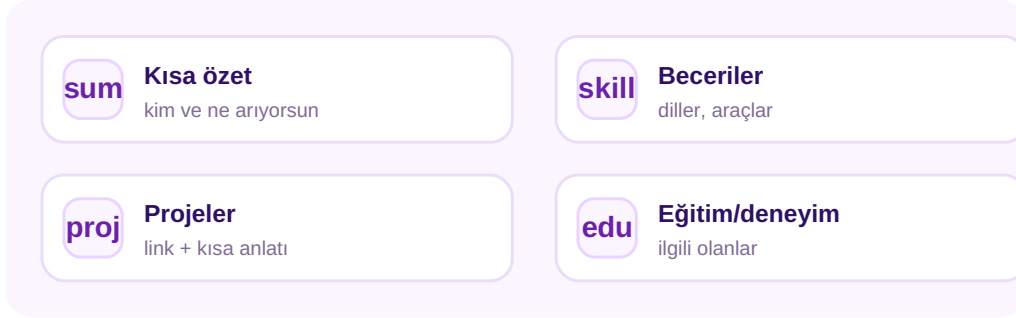 sum
Kısa özet
kim ve ne arıyorsun
skill
Beceriler
diller, araçlar
proj
Projeler
link + kısa anlatı
edu
Eğitim/deneyim
ilgili olanlar